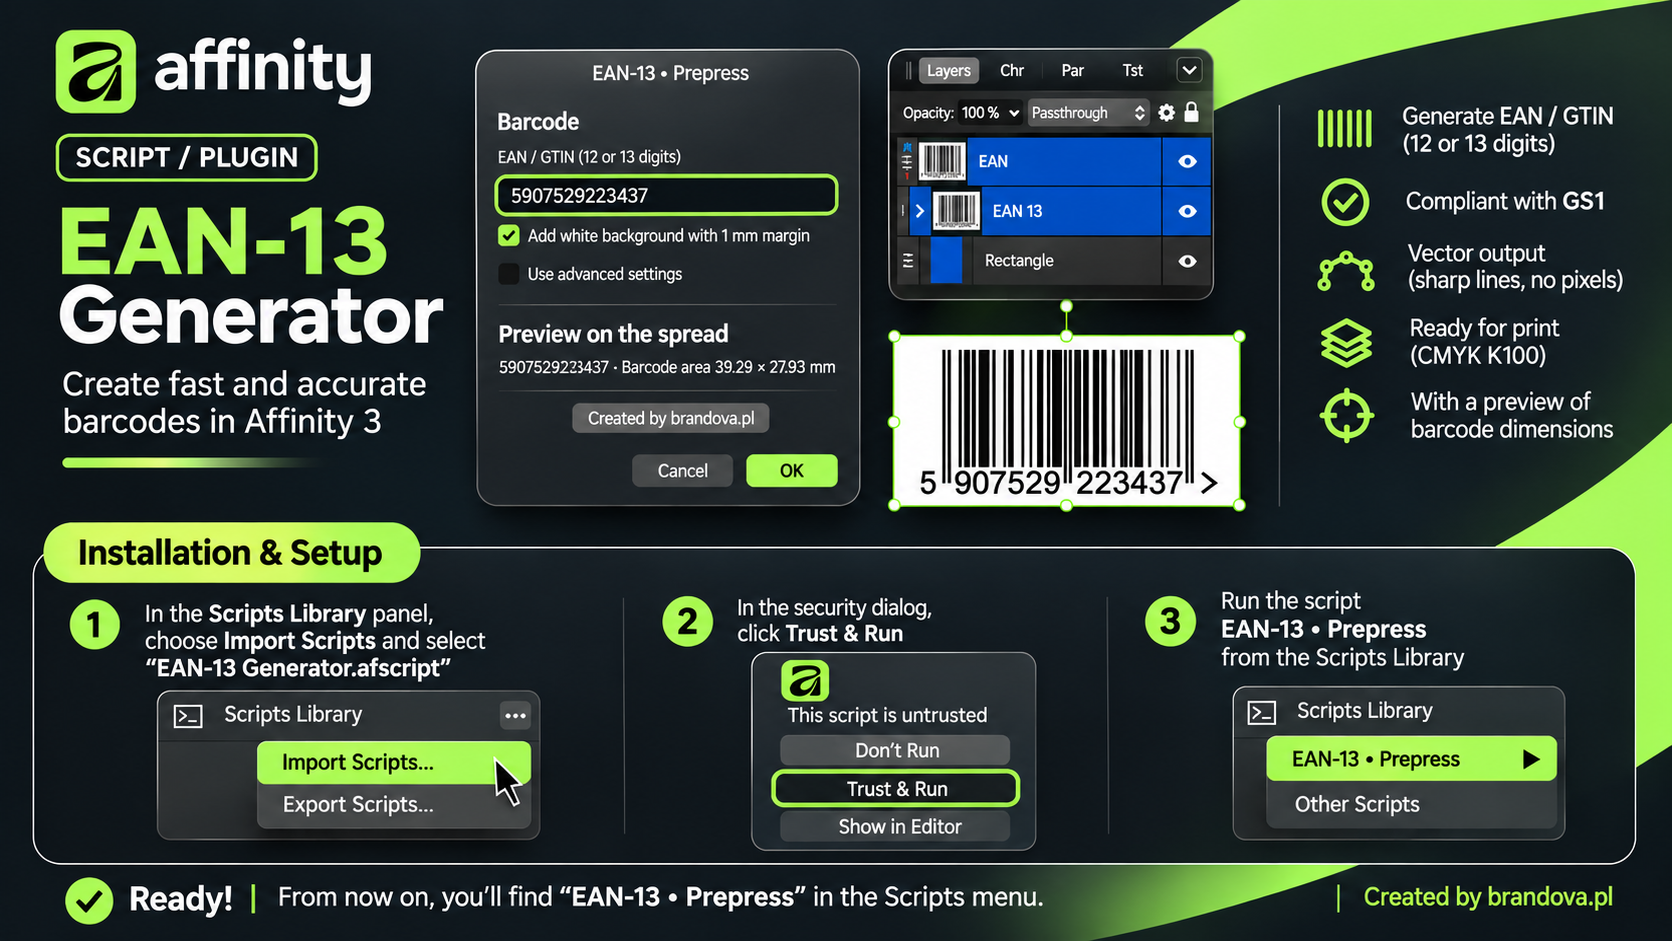 affinity
SCRIPT / PLUGIN
EAN-13
Generator
Create fast and accurate
barcodes in Affinity 3
EAN-13 • Prepress
Barcode
EAN / GTIN (12 or 13 digits)
5907529223437
Add white background with 1 mm margin
Use advanced settings
Preview on the spread
5907529223437 · Barcode area 39.29 × 27.93 mm
Created by brandova.pl
Cancel
OK
Layers
Chr
Par
Tst
Opacity: 100 %
Passthrough
EAN
EAN 13
Rectangle
5 907529 223437 >
Generate EAN / GTIN
(12 or 13 digits)
Compliant with GS1
Vector output
(sharp lines, no pixels)
Ready for print
(CMYK K100)
With a preview of
barcode dimensions
Installation & Setup
1
In the Scripts Library panel,
choose Import Scripts and select
“EAN-13 Generator.afscript”
Scripts Library
Import Scripts...
Export Scripts...
2
In the security dialog,
click Trust & Run
This script is untrusted
Don't Run
Trust & Run
Show in Editor
3
Run the script
EAN-13 • Prepress
from the Scripts Library
Scripts Library
EAN-13 • Prepress
Other Scripts
Ready!
From now on, you'll find “EAN-13 • Prepress” in the Scripts menu.
Created by brandova.pl